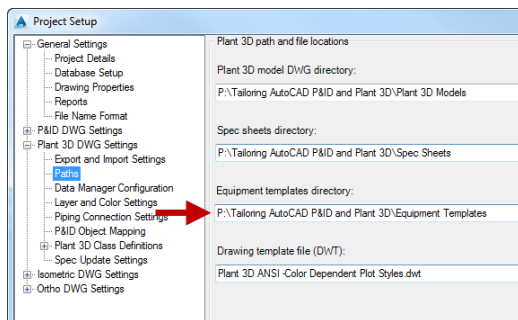 Project Setup
General Settings
Project Details
Database Setup
Drawing Properties
Reports
File Name Format
P&ID DWG Settings
Plant 3D DWG Settings
Export and Import Settings
Paths
Data Manager Configuration
Layer and Color Settings
Piping Connection Settings
P&ID Object Mapping
Plant 3D Class Definitions
Spec Update Settings
Isometric DWG Settings
Ortho DWG Settings
Plant 3D path and file locations
Plant 3D model DWG directory:
P:\Tailoring AutoCAD P&ID and Plant 3D\Plant 3D Models
Spec sheets directory:
P:\Tailoring AutoCAD P&ID and Plant 3D\Spec Sheets
Equipment templates directory:
P:\Tailoring AutoCAD P&ID and Plant 3D\Equipment Templates
Drawing template file (DWT):
Plant 3D ANSI -Color Dependent Plot Styles.dwt